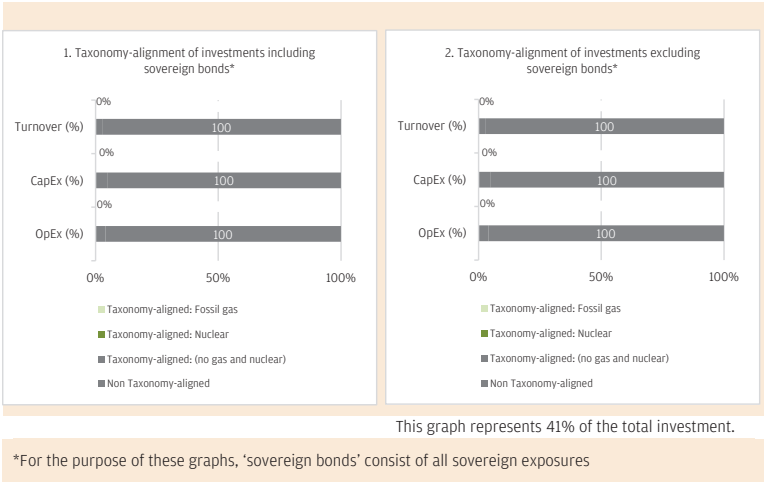 1. Taxonomy-alignment of investments including
sovereign bonds*
0%
Turnover (%)
100
0%
CapEx (%)
100
0%
OpEx (%)
100
0%
50%
100%
Taxonomy-aligned: Fossil gas
Taxonomy-aligned: Nuclear
Taxonomy-aligned: (no gas and nuclear)
Non Taxonomy-aligned
2. Taxonomy-alignment of investments excluding
sovereign bonds*
0%
Turnover (%)
100
0%
CapEx (%)
100
0%
OpEx (%)
100
0%
50%
100%
Taxonomy-aligned: Fossil gas
Taxonomy-aligned: Nuclear
Taxonomy-aligned: (no gas and nuclear)
Non Taxonomy-aligned
This graph represents 41% of the total investment.
*For the purpose of these graphs, ‘sovereign bonds’ consist of all sovereign exposures